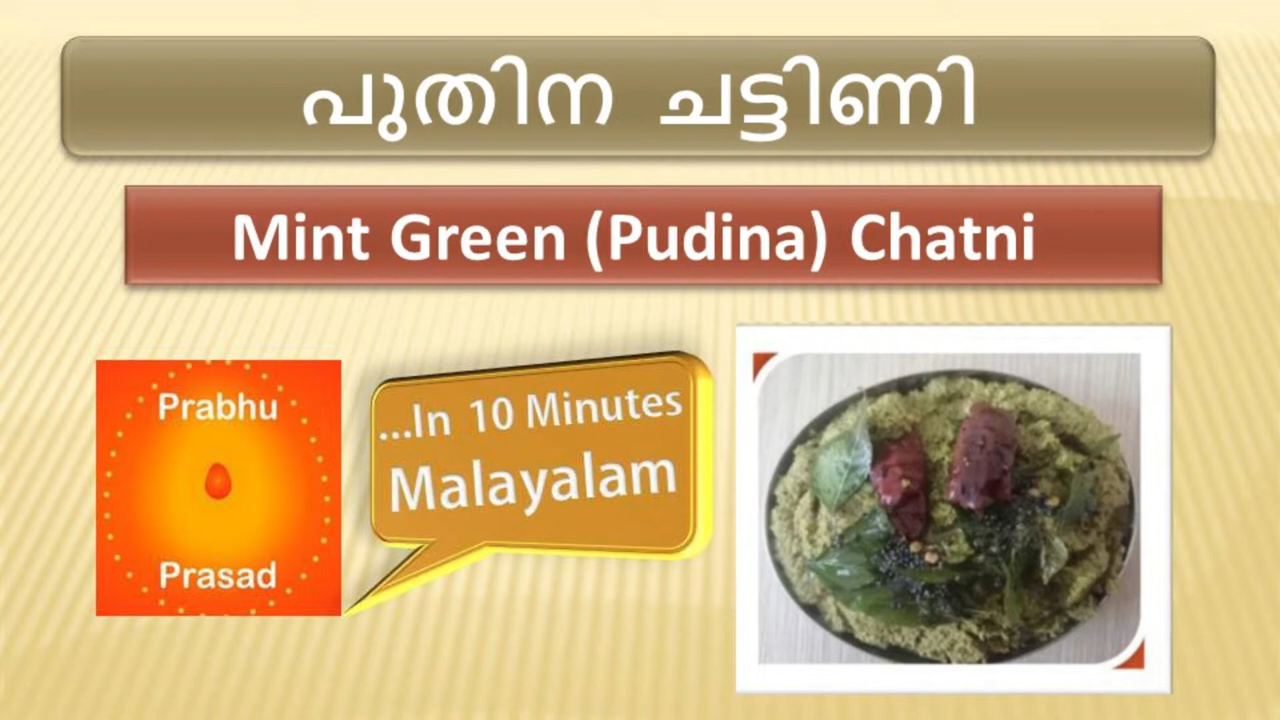 പുതിന ചട്ടിണി
Mint Green (Pudina) Chatni
Prabhu
Prasad
...In 10 Minutes
Malayalam